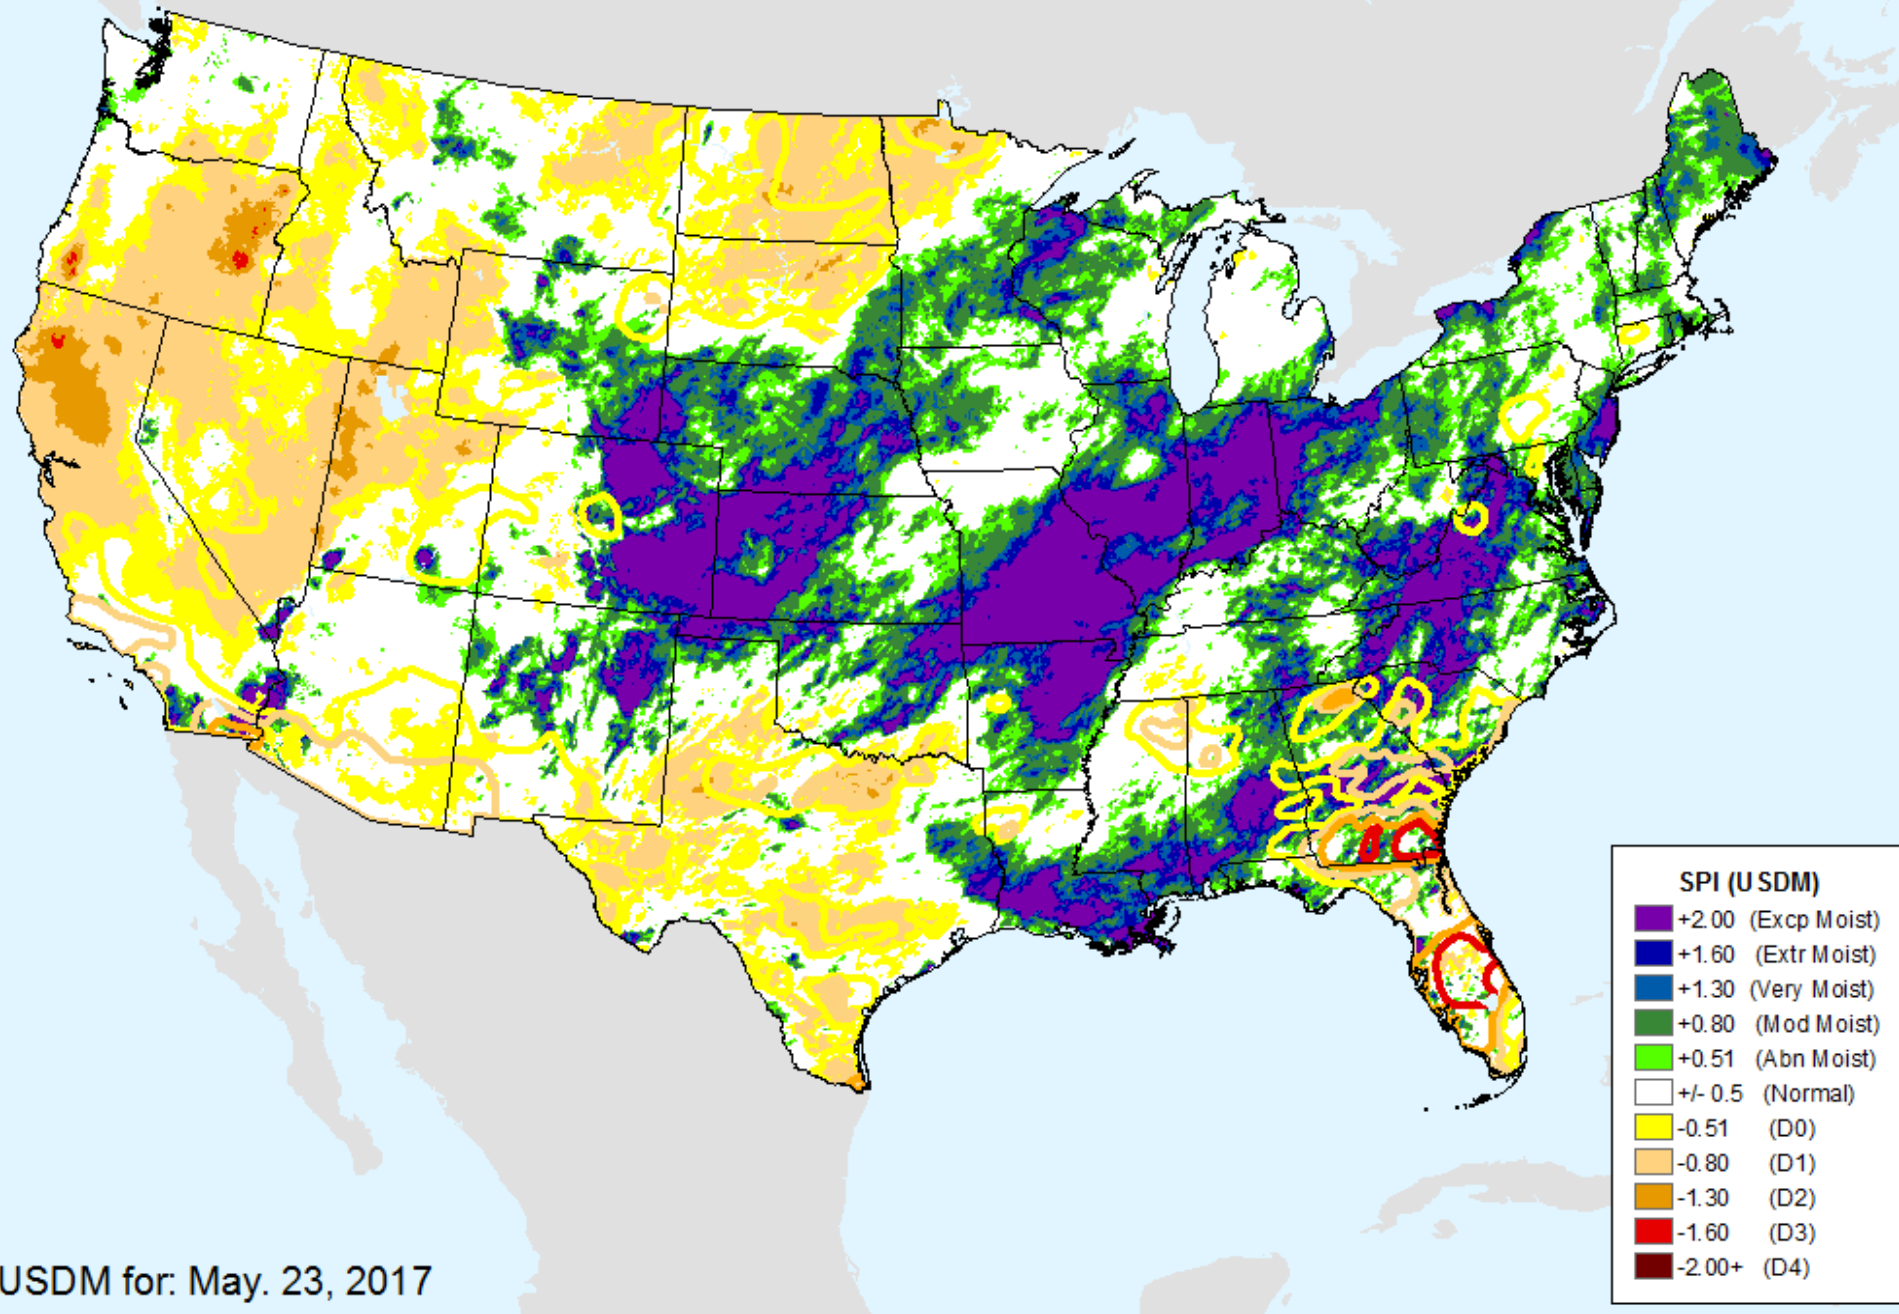 SPI (USDM)
+2.00 (Excp Moist)
+1.60 (Extr Moist)
+1.30 (Very Moist)
+0.80 (Mod Moist)
+0.51 (Abn Moist)
+/- 0.5 (Normal)
-0.51 (D0)
-0.80 (D1)
-1.30 (D2)
-1.60 (D3)
-2.00+ (D4)
USDM for: May. 23, 2017